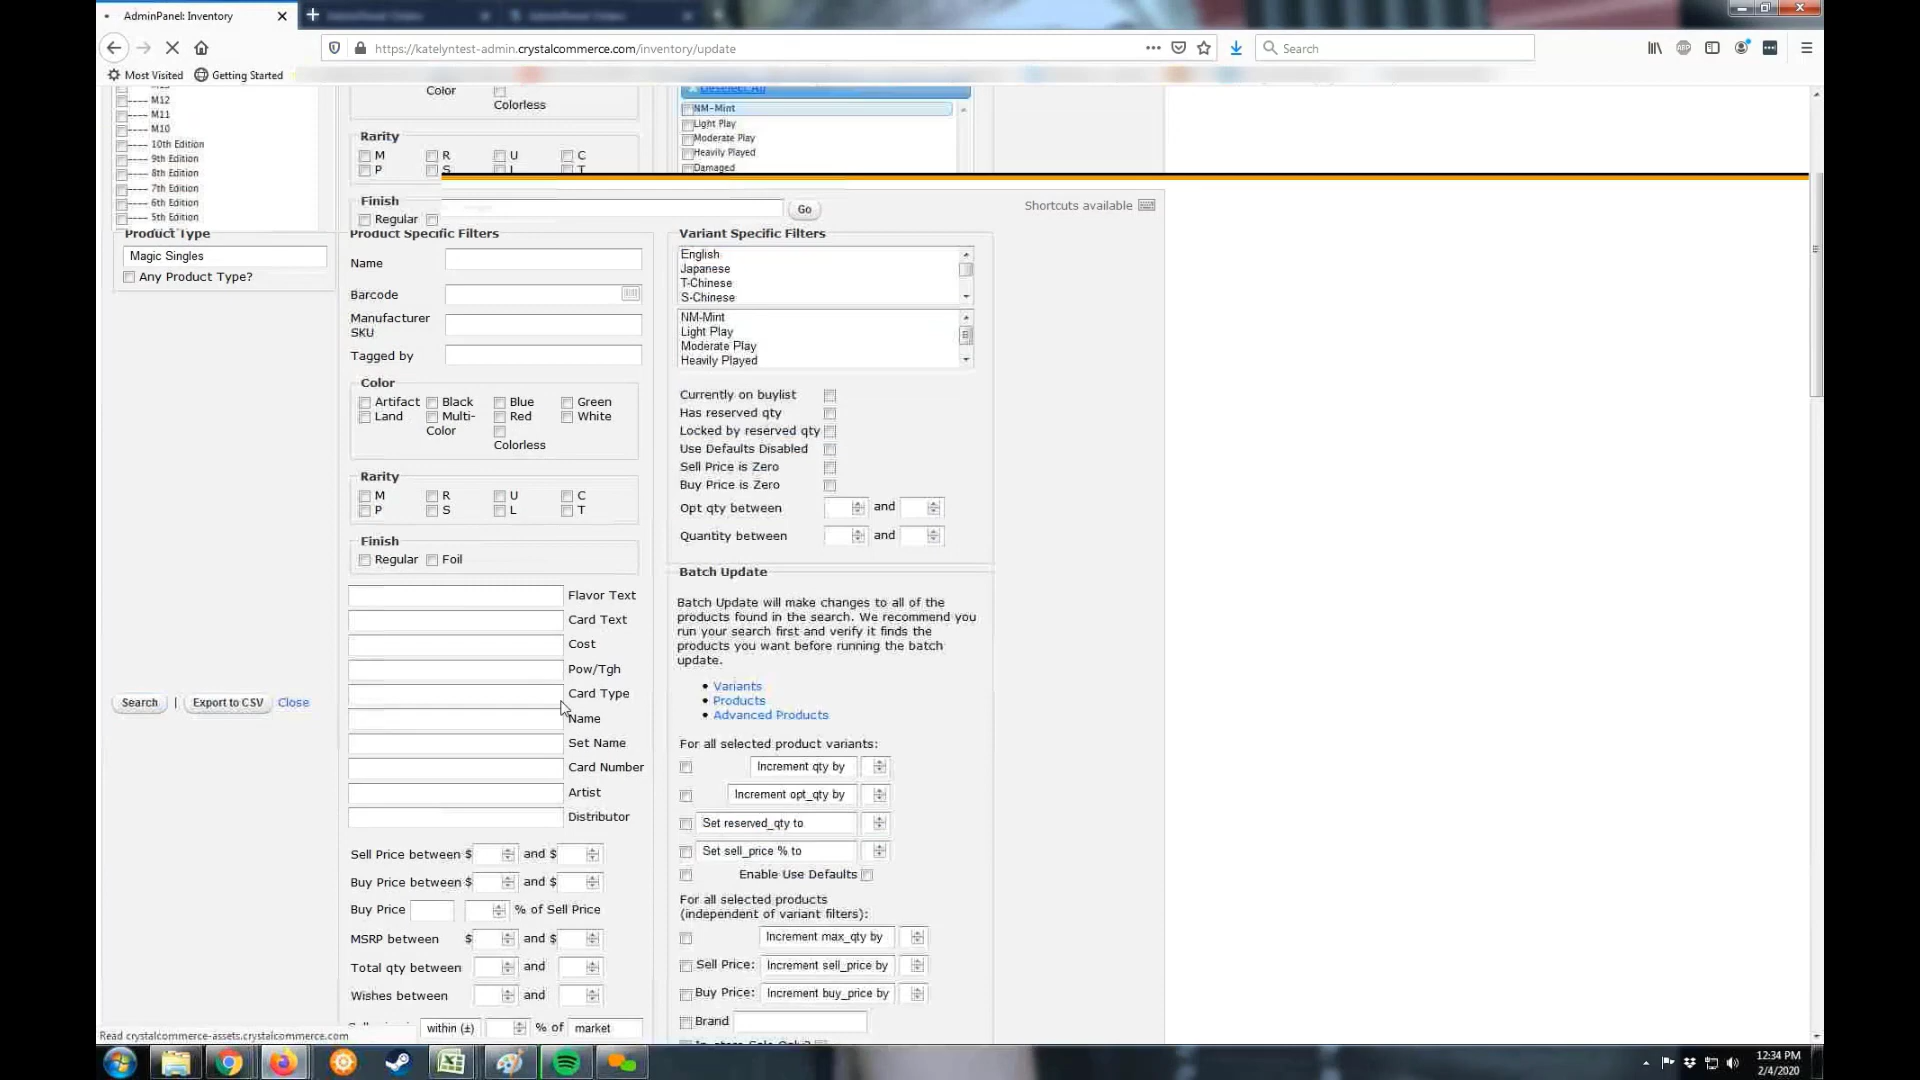 AdminPanel: Inventory
https://katelyntest-admin.crystalcommerce.com/inventory/update
Search
Most Visited
Getting Started
M12
M11
M10
10th Edition
9th Edition
8th Edition
7th Edition
6th Edition
5th Edition
Product Type
Magic Singles
Any Product Type?
Search | Export to CSV Close
Color
Colorless
Rarity
M R U C
P S L T
Finish
Regular
Go
Shortcuts available
Deselect All
NM-Mint
Light Play
Moderate Play
Heavily Played
Damaged
Product Specific Filters
Name
Barcode
Manufacturer
SKU
Tagged by
Color
Artifact Black Blue Green
Land Multi- Red White
Color
Colorless
Rarity
M R U C
P S L T
Finish
Regular Foil
Flavor Text
Card Text
Cost
Pow/Tgh
Card Type
Name
Set Name
Card Number
Artist
Distributor
Sell Price between $ and $
Buy Price between $ and $
Buy Price % of Sell Price
MSRP between $ and $
Total qty between and
Wishes between and
within (±) % of market
Variant Specific Filters
English
Japanese
T-Chinese
S-Chinese
NM-Mint
Light Play
Moderate Play
Heavily Played
Currently on buylist
Has reserved qty
Locked by reserved qty
Use Defaults Disabled
Sell Price is Zero
Buy Price is Zero
Opt qty between and
Quantity between and
Batch Update
Batch Update will make changes to all of the
products found in the search. We recommend you
run your search first and verify it finds the
products you want before running the batch
update.
• Variants
• Products
• Advanced Products
For all selected product variants:
Increment qty by
Increment opt_qty by
Set reserved_qty to
Set sell_price % to
Enable Use Defaults
For all selected products
(independent of variant filters):
Increment max_qty by
Sell Price: Increment sell_price by
Buy Price: Increment buy_price by
Brand
Read crystalcommerce-assets.crystalcommerce.com
12:34 PM
2/4/2020